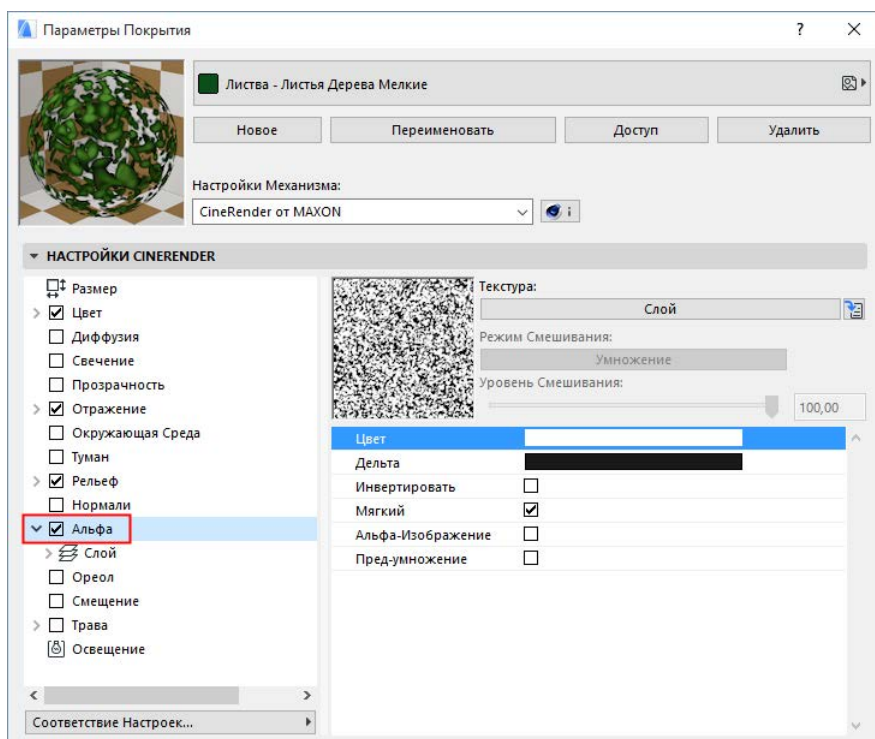 Параметры Покрытия
?
Листва - Листья Дерева Мелкие
Новое
Переименовать
Доступ
Удалить
Настройки Механизма:
CineRender от MAXON
i
НАСТРОЙКИ CINERENDER
Размер
Цвет
Диффузия
Свечение
Прозрачность
Отражение
Окружающая Среда
Туман
Рельеф
Нормали
Альфа
Слой
Ореол
Смещение
Трава
Освещение
Соответствие Настроек...
Текстура:
Слой
Режим Смешивания:
Умножение
Уровень Смешивания:
100,00
Цвет
Дельта
Инвертировать
Мягкий
Альфа-Изображение
Пред-умножение